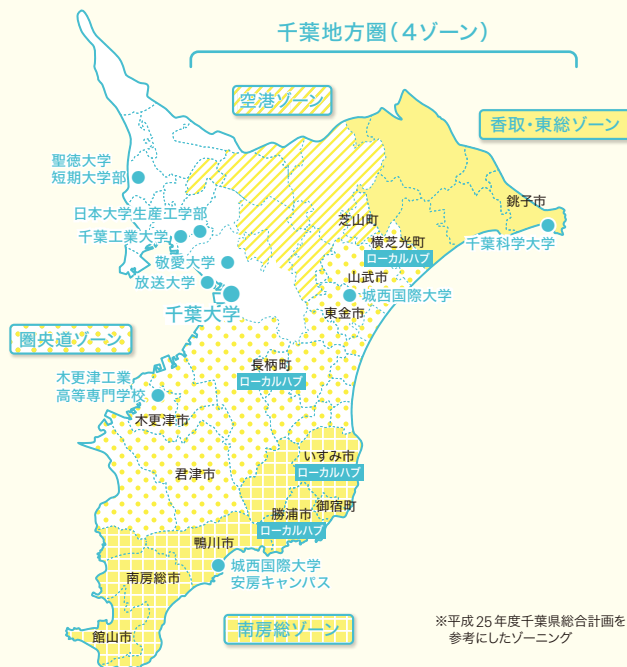 千葉地方圏(4ゾーン)
空港ゾーン
香取・東総ゾーン
聖徳大学
短期大学部
日本大学生産工学部
千葉工業大学
敬愛大学
放送大学
千葉大学
芝山町
横芝光町
ローカルハブ
山武市
城西国際大学
東金市
銚子市
千葉科学大学
圏央道ゾーン
長柄町
ローカルハブ
木更津工業
高等専門学校
木更津市
君津市
いすみ市
ローカルハブ
御宿町
勝浦市
ローカルハブ
鴨川市
城西国際大学
安房キャンパス
南房総市
館山市
南房総ゾーン
※平成25年度千葉県総合計画を
参考にしたゾーニング